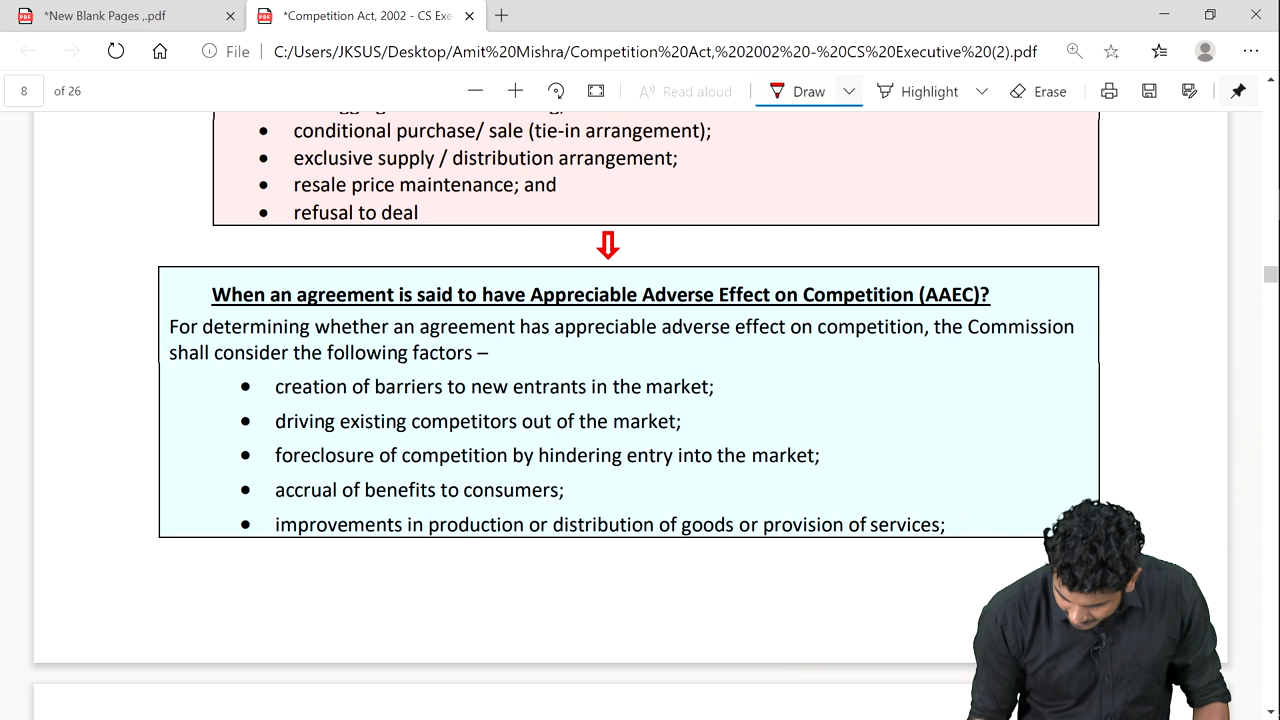 *New Blank Pages ,.pdf
*Competition Act, 2002 - CS Exe
File
C:/Users/JKSUS/Desktop/Amit%20Mishra/Competition%20Act,%202002%20-%20CS%20Executive%20(2).pdf
8 of 26
Read aloud
Draw
Highlight
Erase
• conditional purchase/ sale (tie-in arrangement);
• exclusive supply / distribution arrangement;
• resale price maintenance; and
• refusal to deal
When an agreement is said to have Appreciable Adverse Effect on Competition (AAEC)?
For determining whether an agreement has appreciable adverse effect on competition, the Commission
shall consider the following factors –
• creation of barriers to new entrants in the market;
• driving existing competitors out of the market;
• foreclosure of competition by hindering entry into the market;
• accrual of benefits to consumers;
• improvements in production or distribution of goods or provision of services;